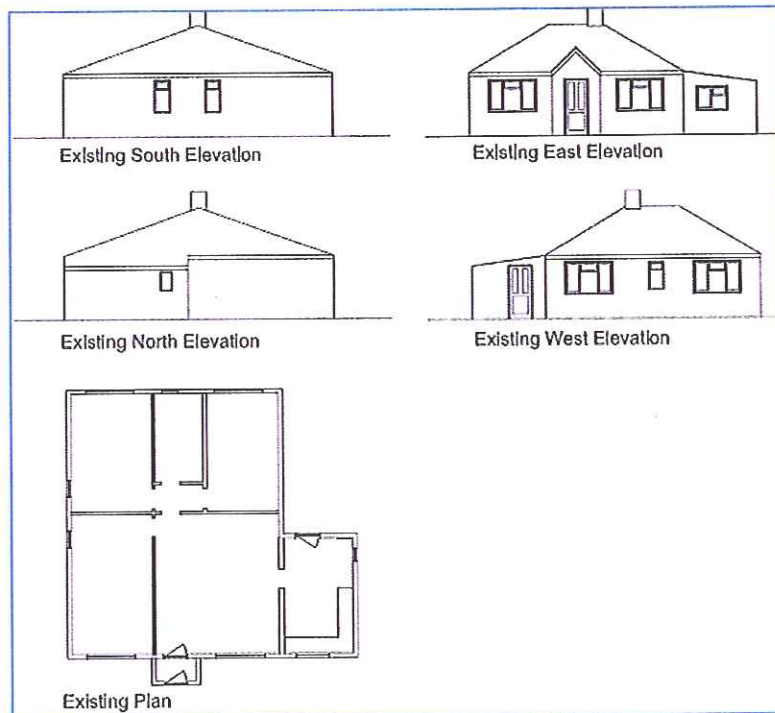 Existing South Elevation
Existing East Elevation
Existing North Elevation
Existing West Elevation
Existing Plan